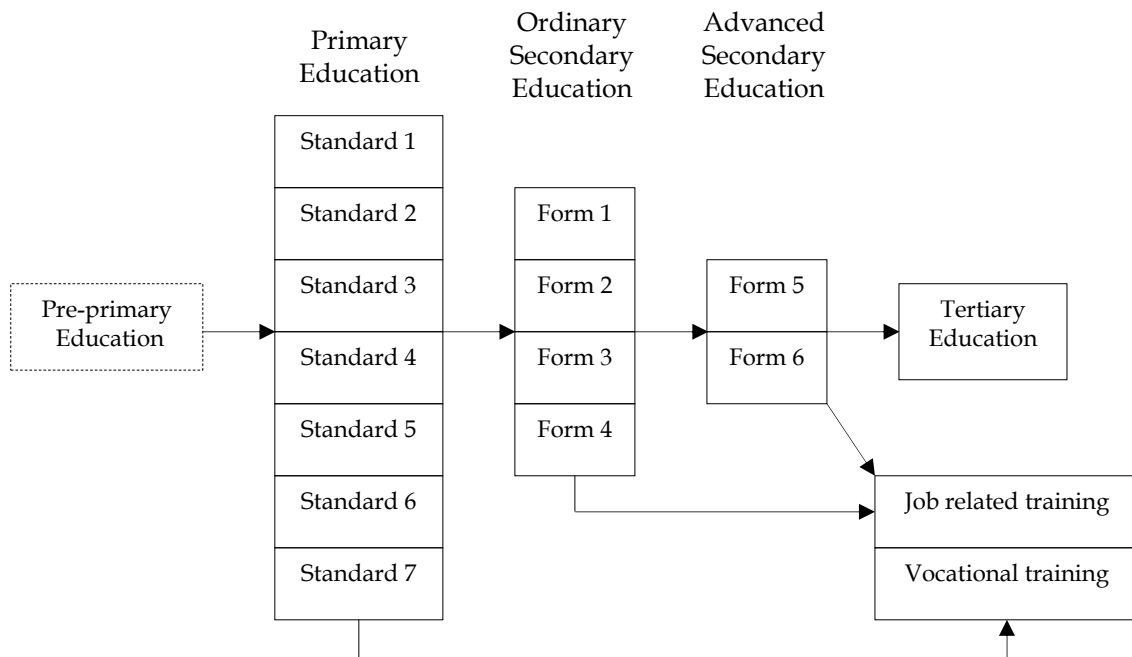 Primary
Education
Ordinary
Secondary
Education
Advanced
Secondary
Education
Standard 1
Standard 2
Standard 3
Standard 4
Standard 5
Standard 6
Standard 7
Form 1
Form 2
Form 3
Form 4
Form 5
Form 6
Pre-primary
Education
Tertiary
Education
Job related training
Vocational training